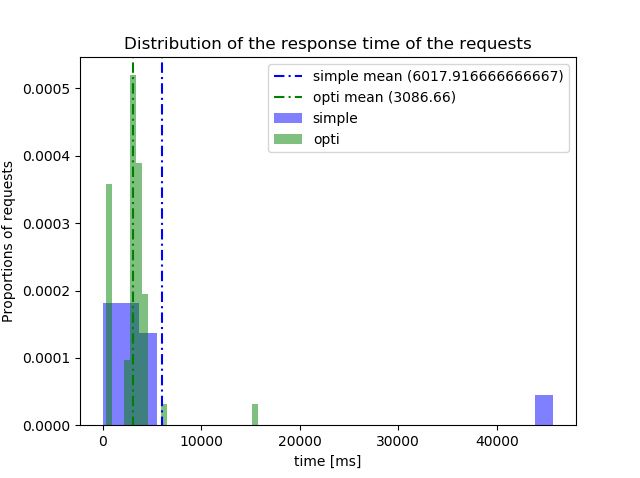 Distribution of the response time of the requests
simple mean (6017.916666666667)
opti mean (3086.66)
simple
opti
Proportions of requests
0.0005
0.0004
0.0003
0.0002
0.0001
0.0000
0
10000
20000
30000
40000
time [ms]